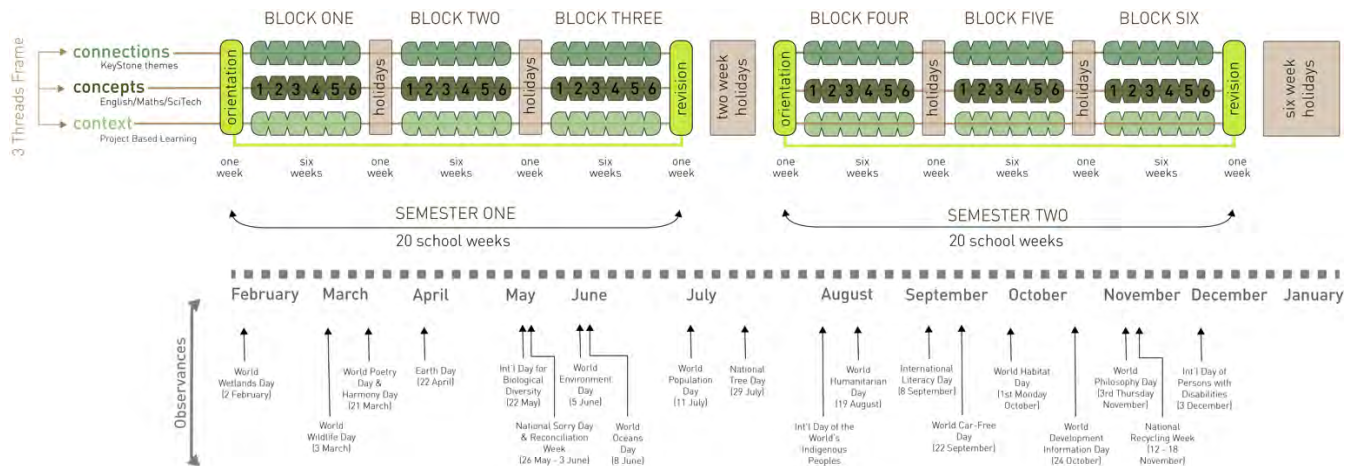 BLOCK ONE
BLOCK TWO
BLOCK THREE
BLOCK FOUR
BLOCK FIVE
BLOCK SIX
3 Threads Frame
connections
KeyStone themes
concepts
English/Maths/SciTech
context
Project Based Learning
orientation
1 2 3 4 5 6
holidays
1 2 3 4 5 6
holidays
1 2 3 4 5 6
revision
two week
holidays
orientation
1 2 3 4 5 6
holidays
1 2 3 4 5 6
holidays
1 2 3 4 5 6
revision
six week
holidays
one
week
six
weeks
one
week
six
weeks
one
week
six
weeks
one
week
one
week
six
weeks
one
week
six
weeks
one
week
six
weeks
one
week
SEMESTER ONE
20 school weeks
SEMESTER TWO
20 school weeks
February
March
April
May
June
July
August
September
October
November
December
January
Observances
World
Wetlands Day
(2 February)
World
Wildlife Day
(3 March)
World Poetry
Day &
Harmony Day
(21 March)
Earth Day
(22 April)
Int'l Day for
Biological
Diversity
(22 May)
National Sorry Day
& Reconciliation
Week
(26 May - 3 June)
World
Environment
Day
(5 June)
World
Oceans
Day
(8 June)
World
Population
Day
(11 July)
National
Tree Day
(29 July)
Int'l Day of the
World's
Indigenous
Peoples
World
Humanitarian
Day
(19 August)
International
Literacy Day
(8 September)
World Car-Free
Day
(22 September)
World Habitat
Day
(1st Monday
October)
World
Development
Information Day
(24 October)
World
Philosophy Day
(3rd Thursday
November)
National
Recycling Week
(12 - 18
November)
Int'l Day of
Persons with
Disabilities
(3 December)